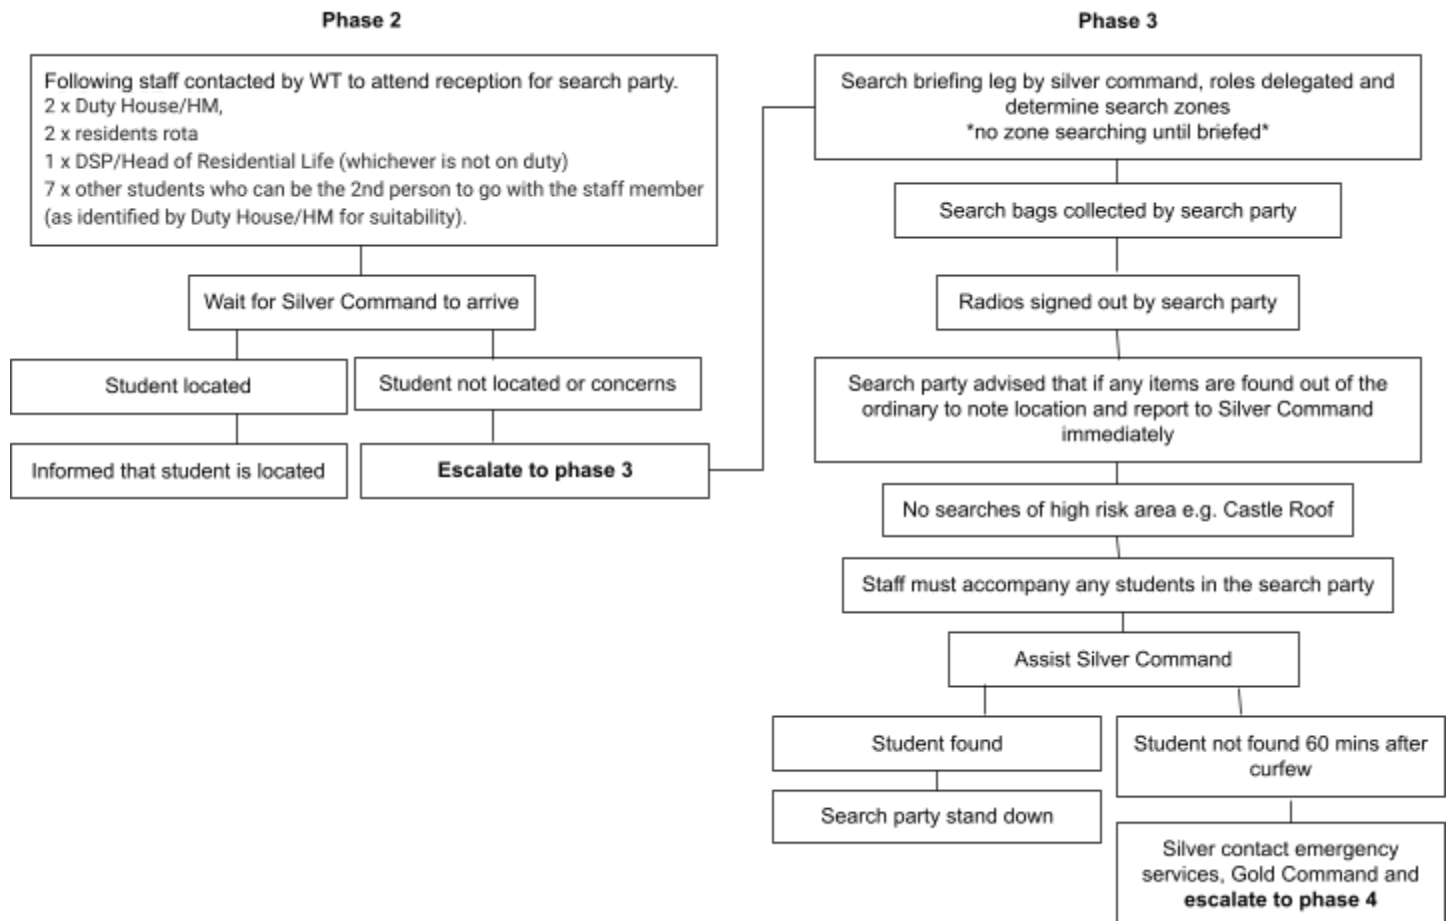 Phase 2
Following staff contacted by WT to attend reception for search party.
2 x Duty House/HM,
2 x residents rota
1 x DSP/Head of Residential Life (whichever is not on duty)
7 x other students who can be the 2nd person to go with the staff member
(as identified by Duty House/HM for suitability).
Wait for Silver Command to arrive
Student located
Student not located or concerns
Informed that student is located
Escalate to phase 3
Phase 3
Search briefing leg by silver command, roles delegated and
determine search zones
*no zone searching until briefed*
Search bags collected by search party
Radios signed out by search party
Search party advised that if any items are found out of the
ordinary to note location and report to Silver Command
immediately
No searches of high risk area e.g. Castle Roof
Staff must accompany any students in the search party
Assist Silver Command
Student found
Student not found 60 mins after
curfew
Search party stand down
Silver contact emergency
services, Gold Command and
escalate to phase 4